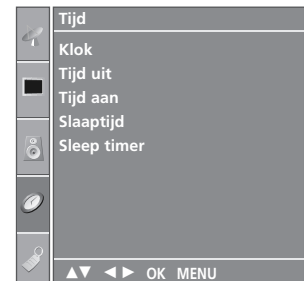 Tijd
Klok
Tijd uit
Tijd aan
Slaaptijd
Sleep timer
▲▼ ◄► OK MENU